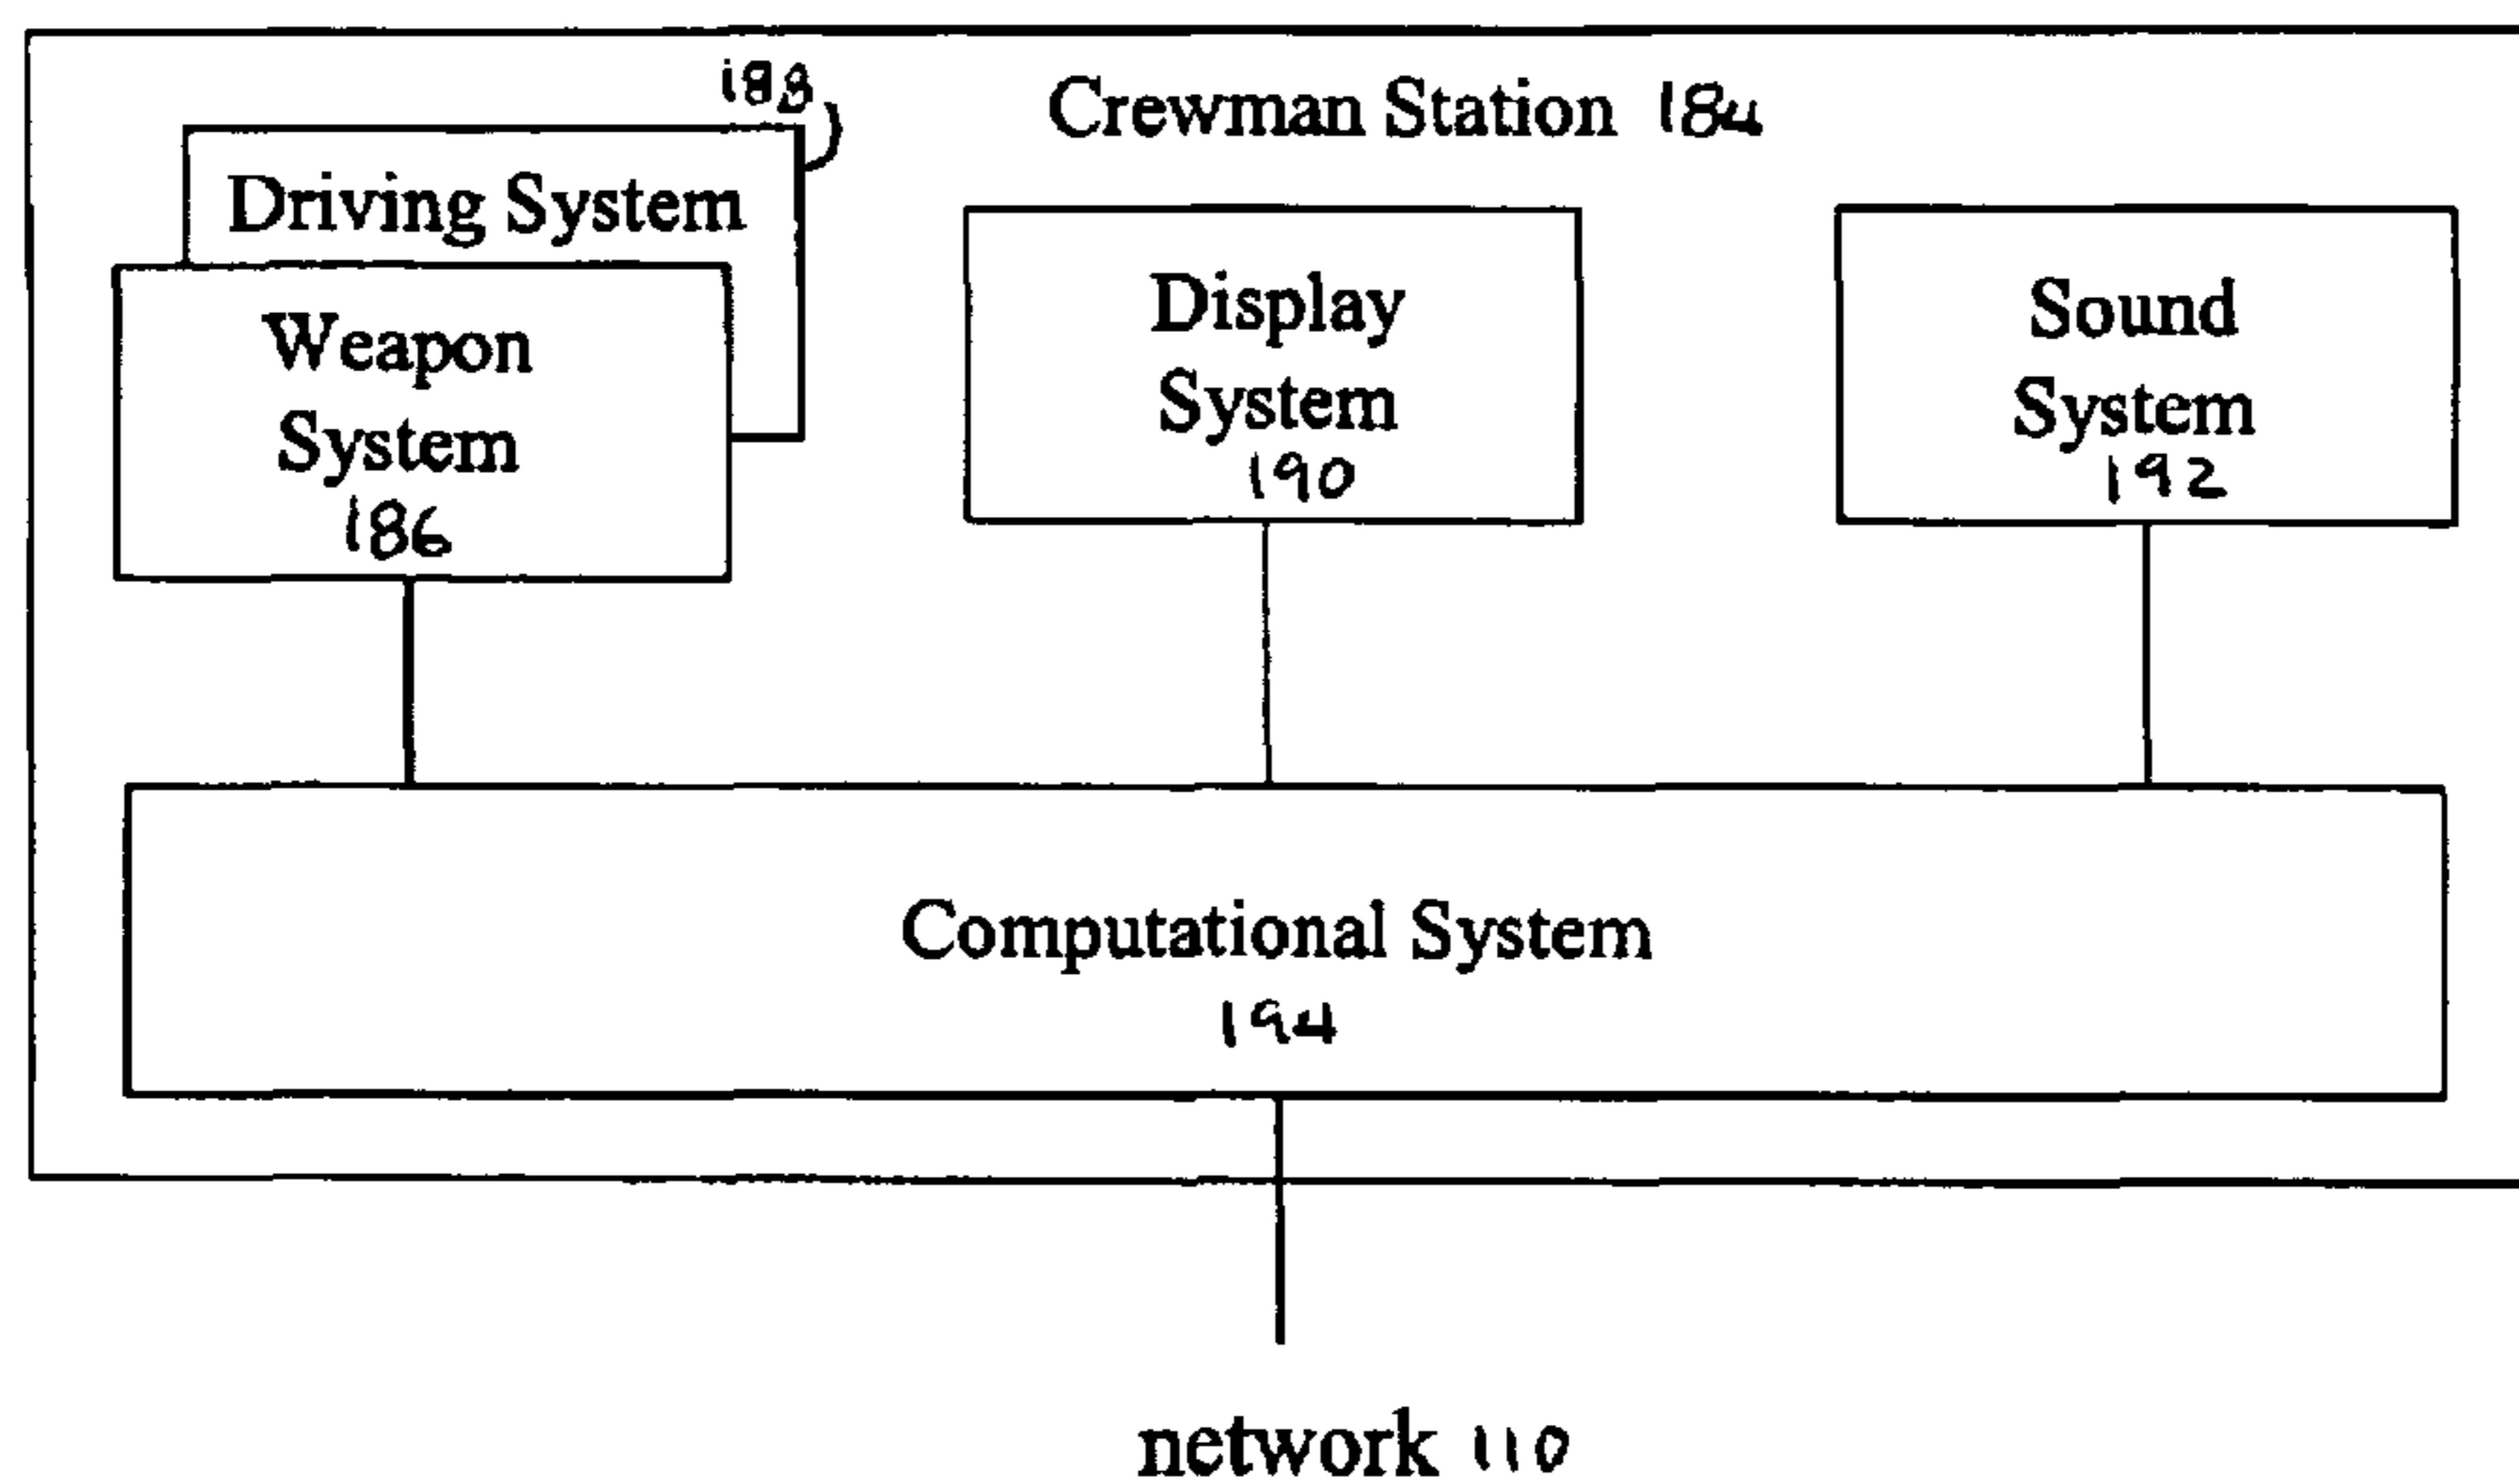 188
Crewman Station 184
Driving System
Weapon
System
186
Display
System
190
Sound
System
192
Computational System
194
network 110